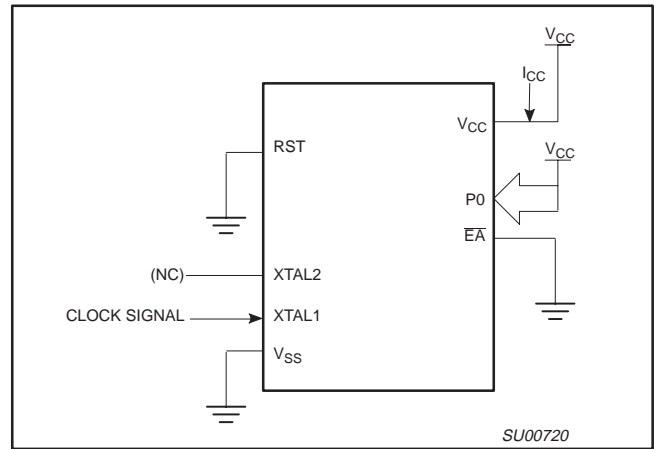 VCC
ICC
VCC
RST
VCC
P0
EA
(NC)
XTAL2
CLOCK SIGNAL
XTAL1
VSS
SU00720